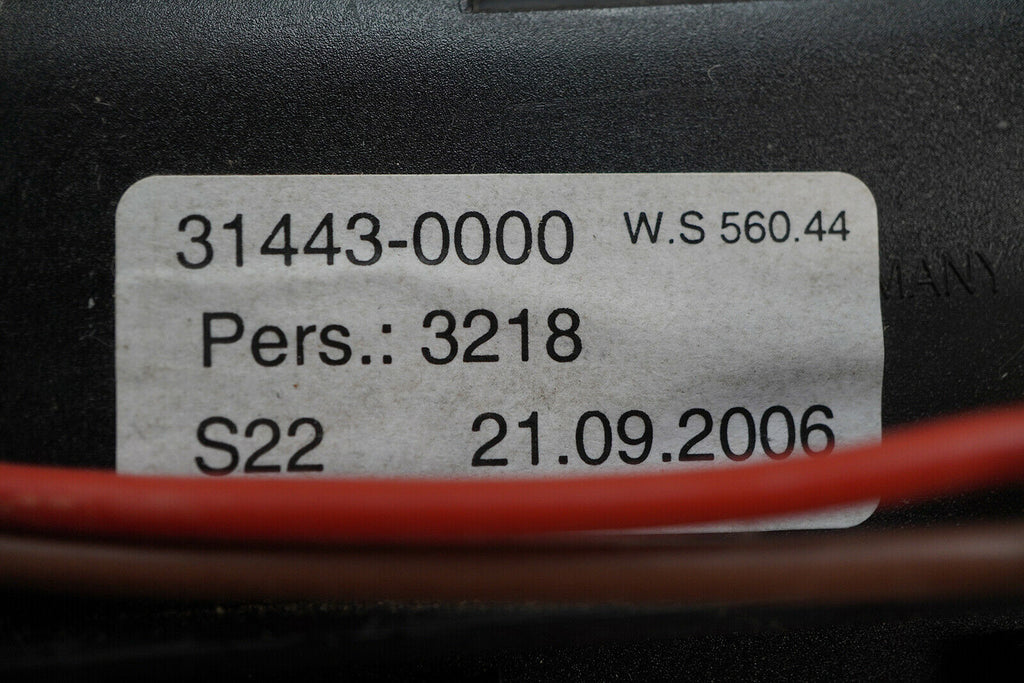 31443-0000 W.S 560.44
MANY
Pers.: 3218
S22 21.09.2006